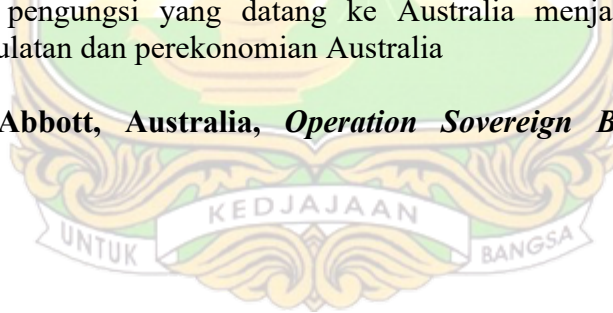 pengungsi yang datang ke Australia menja
ulatan dan perekonomian Australia
Abbott, Australia, Operation Sovereign B
KEDJAJAAN
UNTUK BANGSA